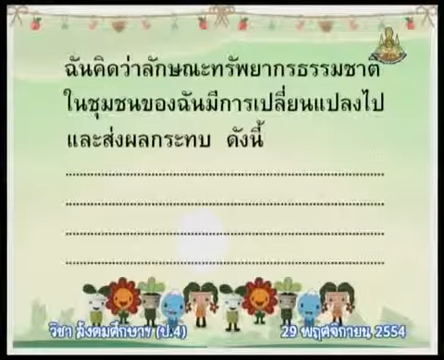 ฉันคิดว่าลักษณะทรัพยากรธรรมชาติ
ในชุมชนของฉันมีการเปลี่ยนแปลงไป
และส่งผลกระทบ ดังนี้
วิชา สังคมศึกษาฯ (ป.4) 29 พฤศจิกายน 2554